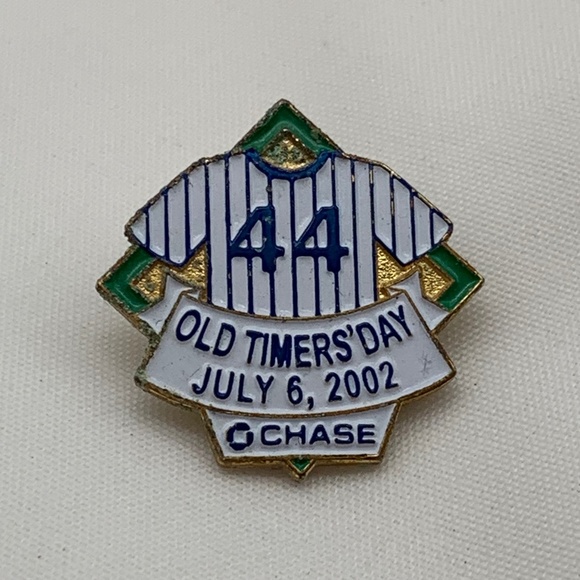 44
OLD TIMERS' DAY
JULY 6, 2002
CHASE